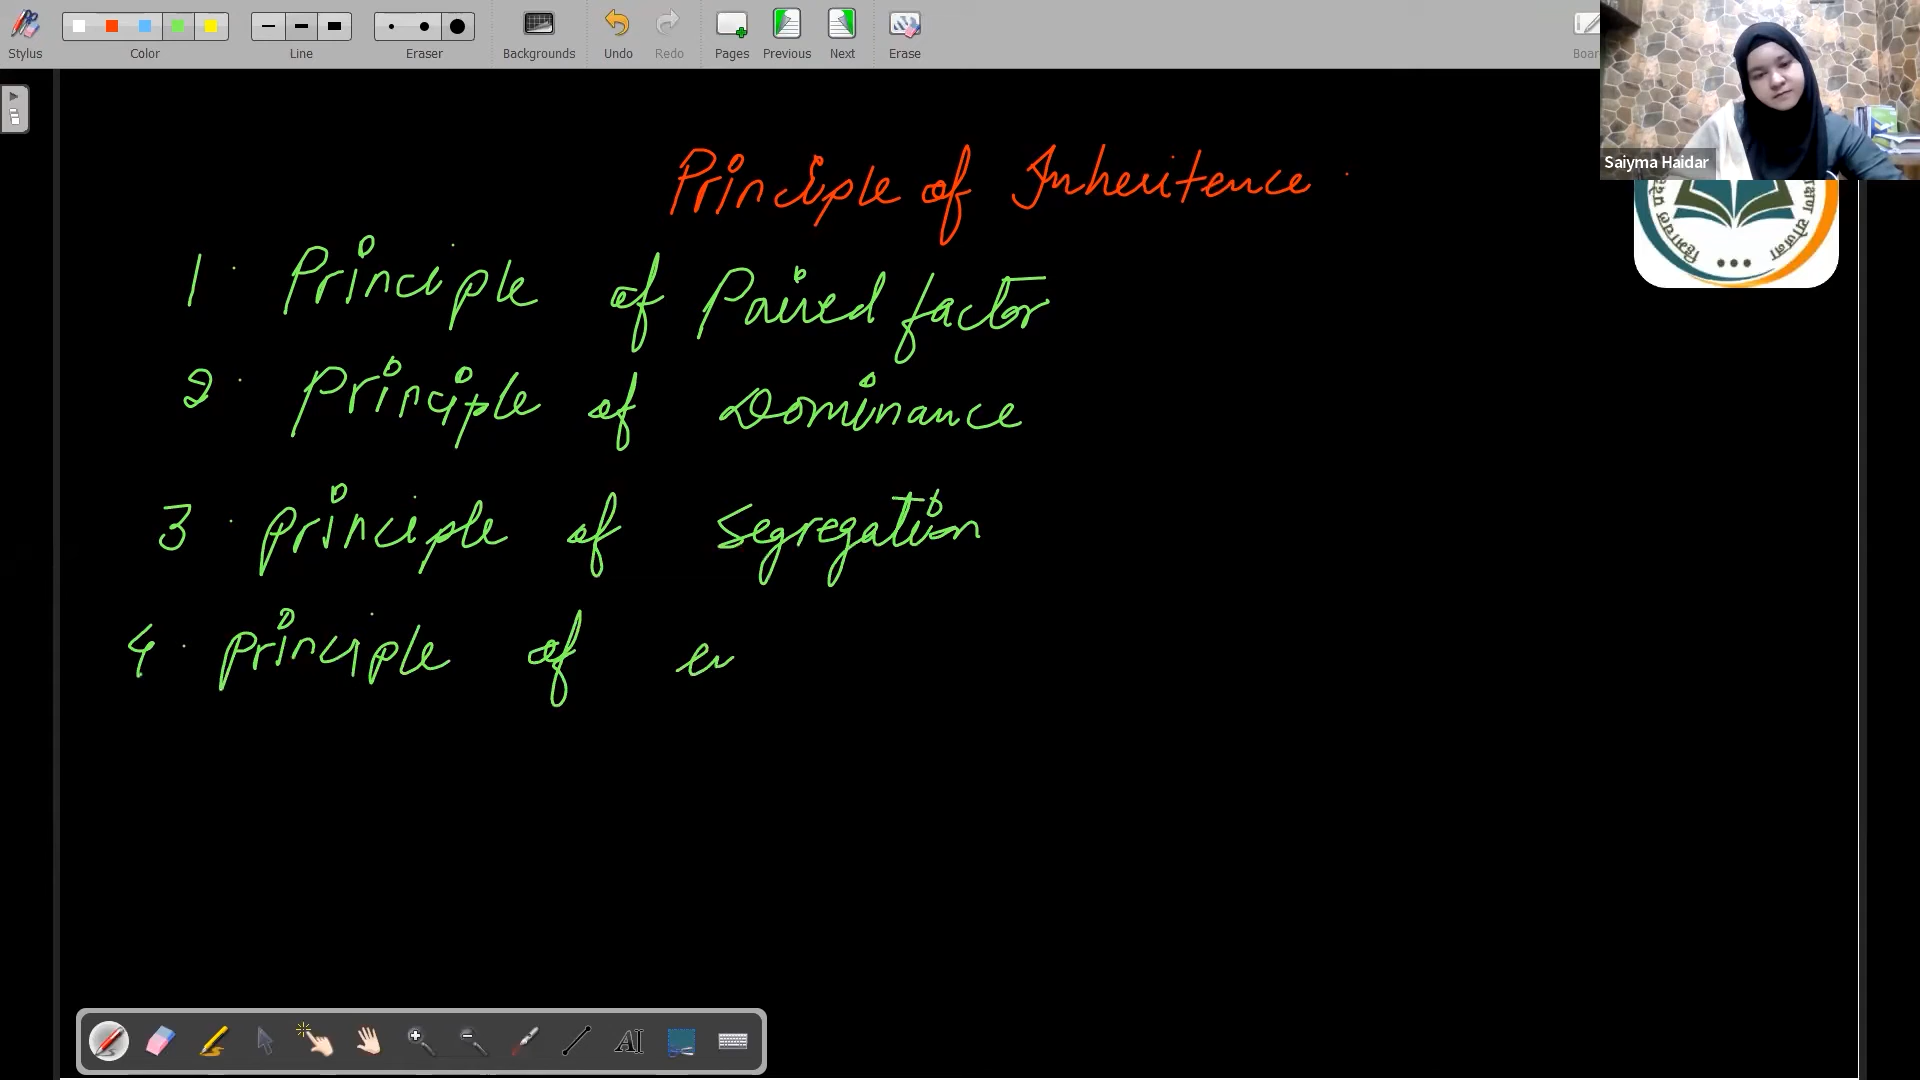 Stylus Color Line Eraser Backgrounds Undo Redo Pages Previous Next Erase
Saiyma Haidar
Principle of Inheritence
1. Principle of Paired factor
2. Principle of Dominance
3. principle of segregation
4. principle of